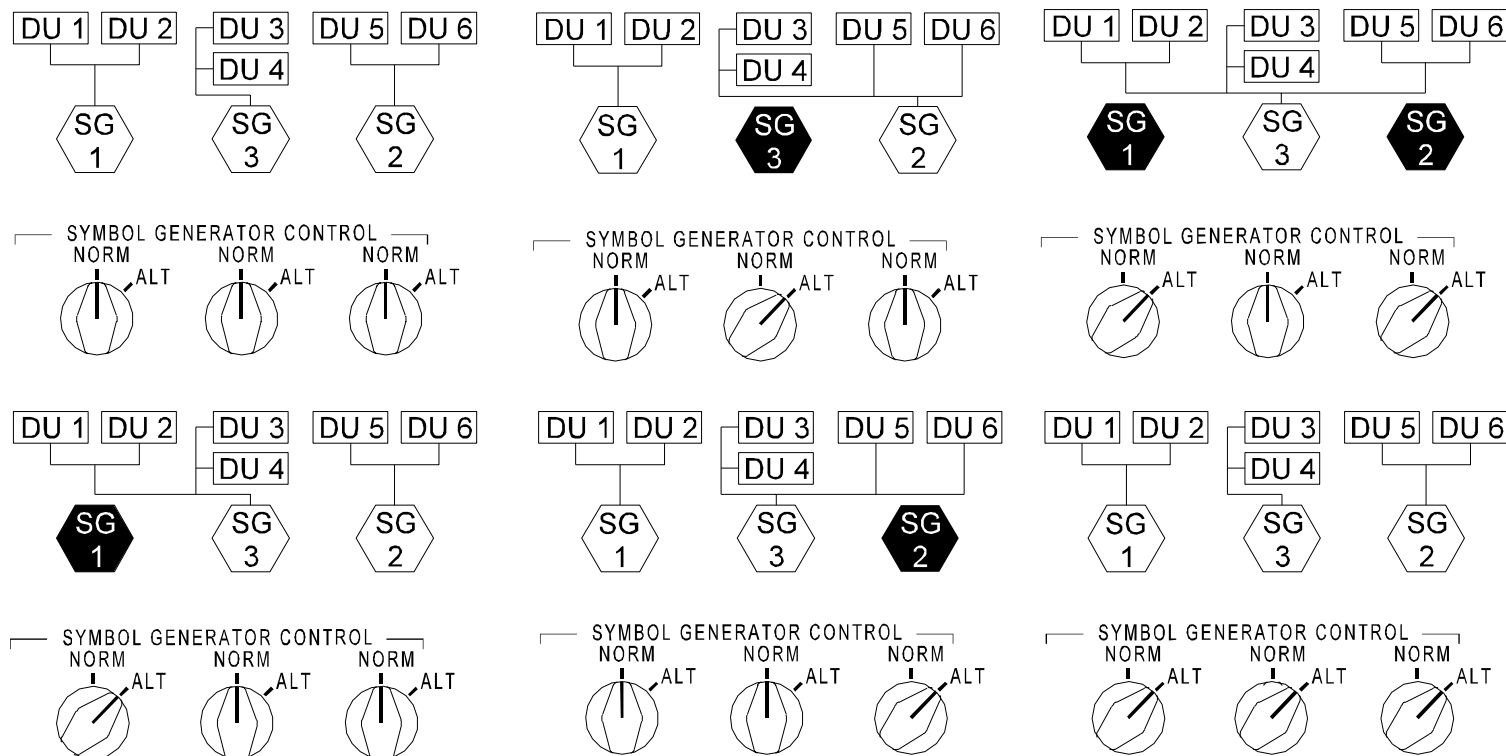 DU 1 DU 2 DU 3 DU 5 DU 6
DU 4
SG 1 SG 3 SG 2
SYMBOL GENERATOR CONTROL
NORM NORM NORM
ALT ALT ALT
DU 1 DU 2 DU 3 DU 5 DU 6
DU 4
SG 1 SG 3 SG 2
SYMBOL GENERATOR CONTROL
NORM NORM NORM
ALT ALT ALT
DU 1 DU 2 DU 3 DU 5 DU 6
DU 4
SG 1 SG 3 SG 2
SYMBOL GENERATOR CONTROL
NORM NORM NORM
ALT ALT ALT
DU 1 DU 2 DU 3 DU 5 DU 6
DU 4
SG 1 SG 3 SG 2
SYMBOL GENERATOR CONTROL
NORM NORM NORM
ALT ALT ALT
DU 1 DU 2 DU 3 DU 5 DU 6
DU 4
SG 1 SG 3 SG 2
SYMBOL GENERATOR CONTROL
NORM NORM NORM
ALT ALT ALT
DU 1 DU 2 DU 3 DU 5 DU 6
DU 4
SG 1 SG 3 SG 2
SYMBOL GENERATOR CONTROL
NORM NORM NORM
ALT ALT ALT